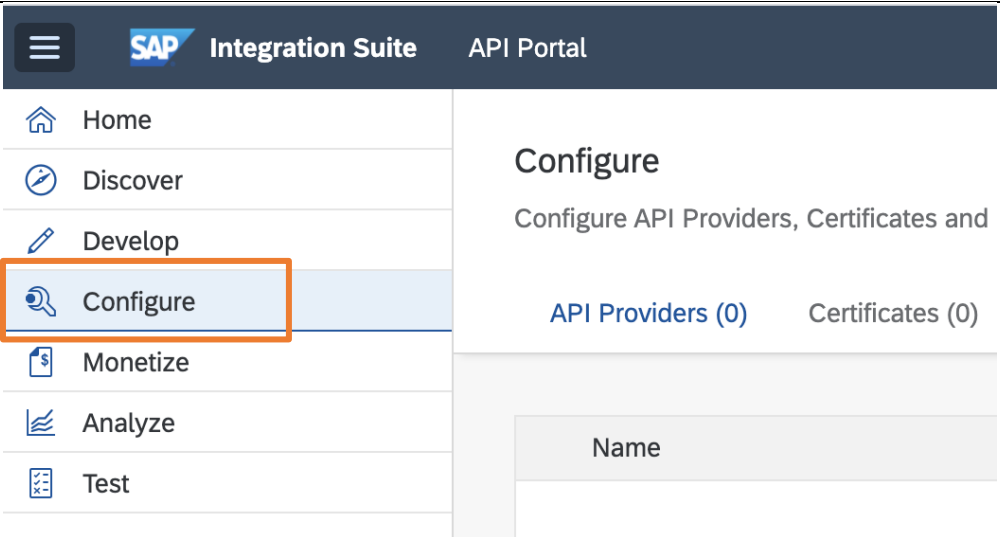 SAP Integration Suite API Portal
Home
Discover
Develop
Configure
Monetize
Analyze
Test
Configure
Configure API Providers, Certificates and
API Providers (0) Certificates (0)
Name